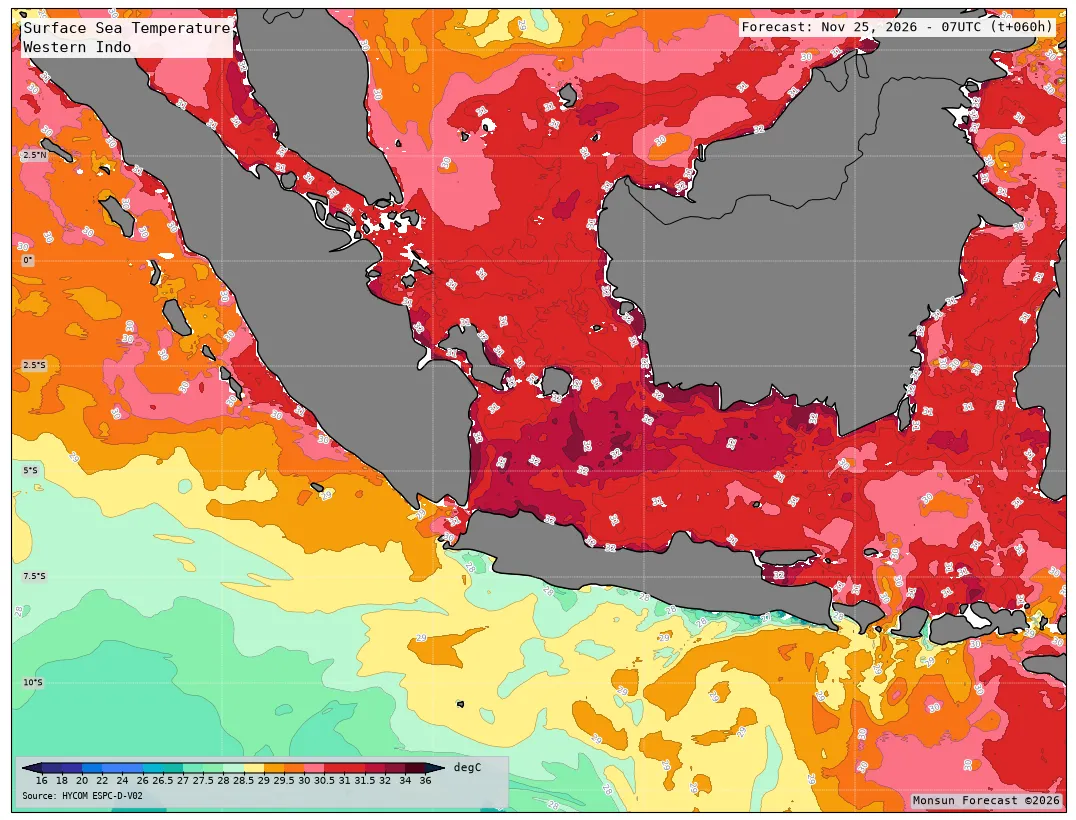 Surface Sea Temperature
Western Indo
Forecast: Nov 25, 2026 - 07UTC (t+060h)
2.5°N
0°
2.5°S
5°S
7.5°S
10°S
16 18 20 22 24 26 26.5 27 27.5 28 28.5 29 29.5 30 30.5 31 31.5 32 33 34 36
degC
Source: HYCOM ESPC-D-V02
Monsun Forecast ©2026